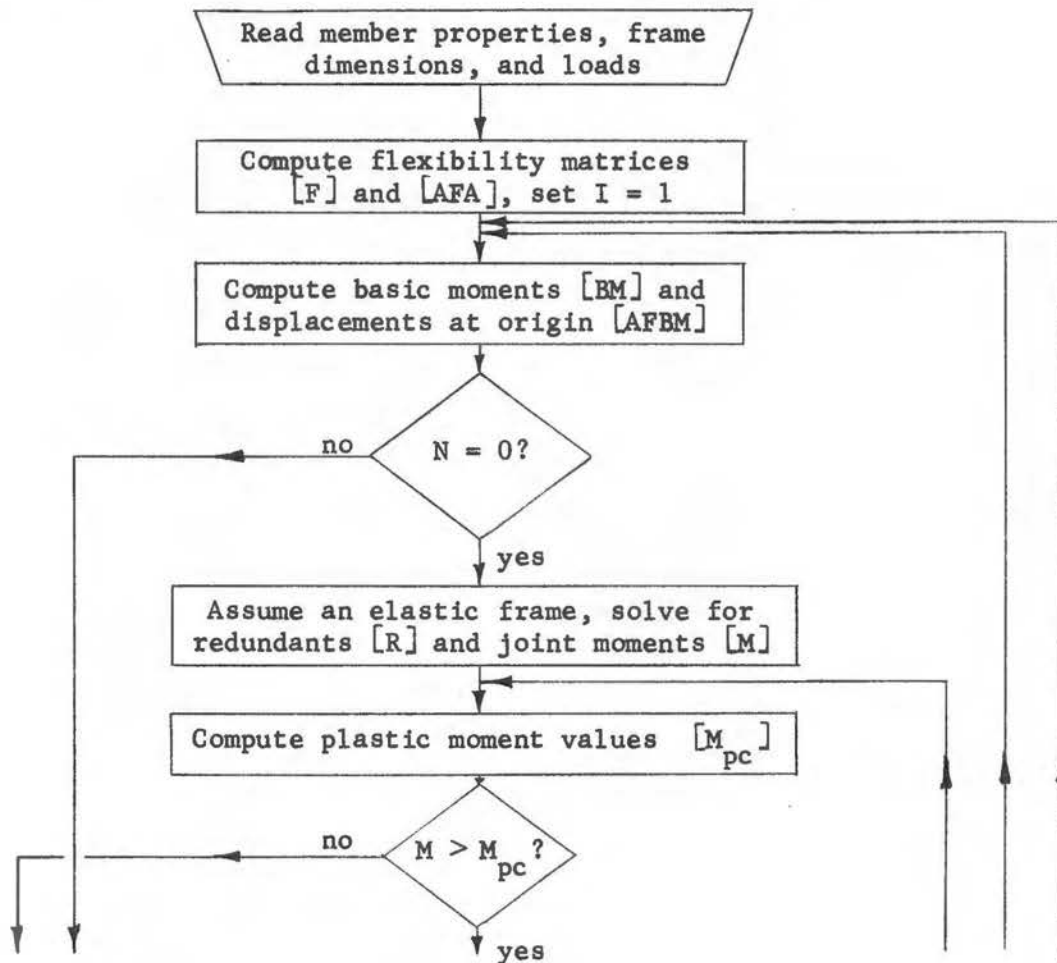 Read member properties, frame
dimensions, and loads
Compute flexibility matrices
[F] and [AFA], set I = 1
Compute basic moments [BM] and
displacements at origin [AFBM]
no
N = 0?
yes
Assume an elastic frame, solve for
redundants [R] and joint moments [M]
Compute plastic moment values [M_pc]
no
M > M_pc?
yes